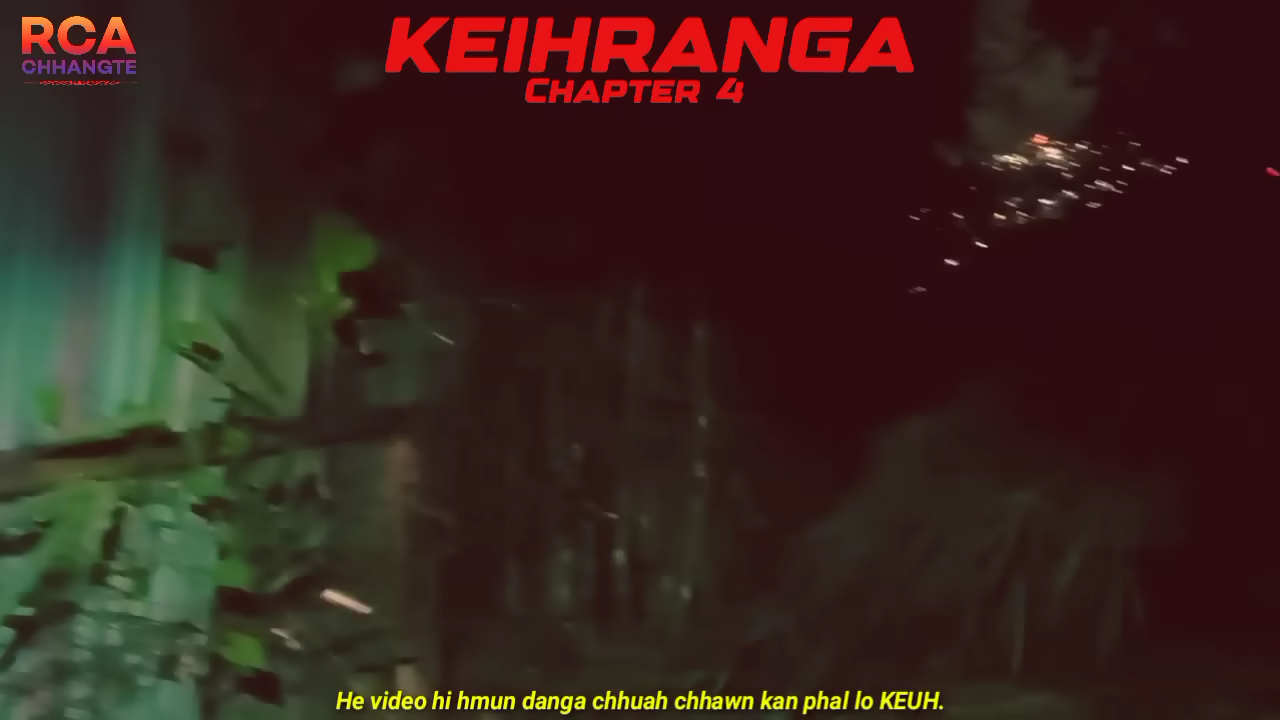 RCA
CHHANGTE
KEIHRANGA
CHAPTER 4
He video hi hmun danga chhuah chhawn kan phal lo KEUH.